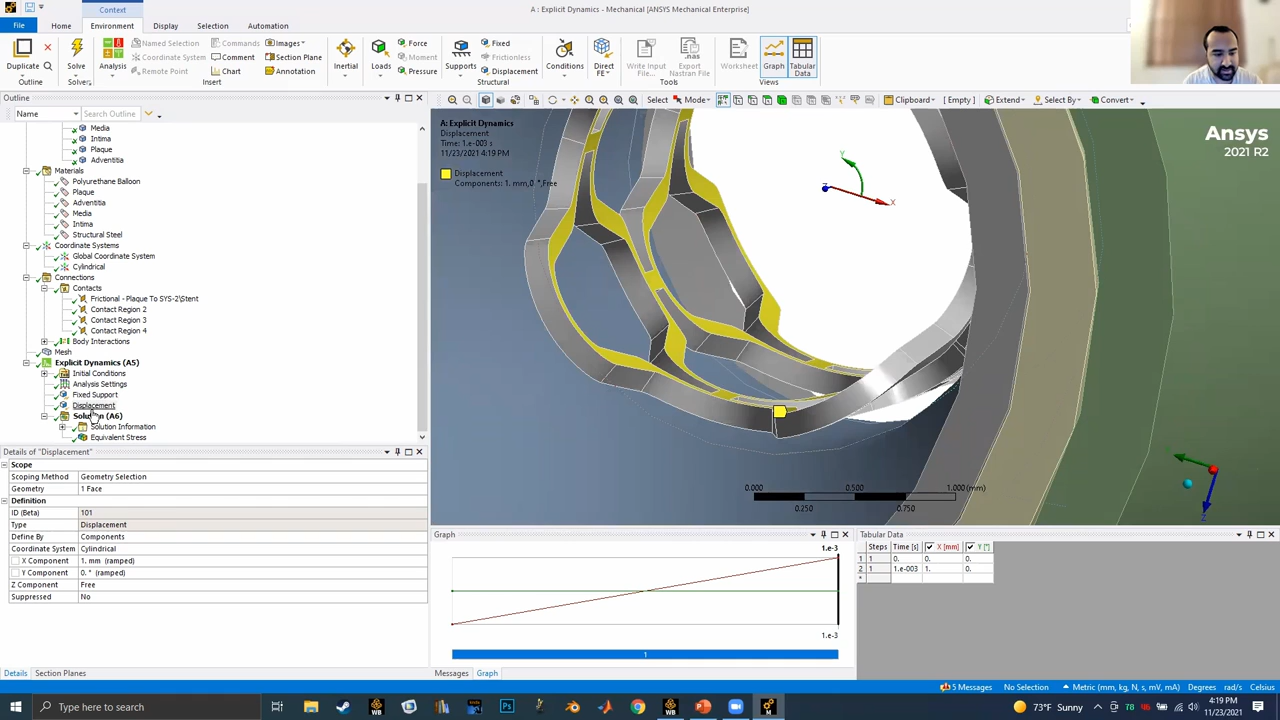 Context
A : Explicit Dynamics - Mechanical [ANSYS Mechanical Enterprise]
File Home Environment Display Selection Automation
Duplicate Solve Analysis Named Selection Coordinate System Remote Point Commands Comment Chart Images Section Plane Annotation Inertial Loads Force Moment Pressure Supports Fixed Frictionless Displacement Conditions Direct FE Write Input File... Export Nastran File Worksheet Graph Tabular Data
Outline Solver Insert Structural Tools Views
Outline
Name Search Outline
Select Mode Clipboard [ Empty ] Extend Select By Convert
Media
Intima
Plaque
Adventitia
Materials
Polyurethane Balloon
Plaque
Adventitia
Media
Intima
Structural Steel
Coordinate Systems
Global Coordinate System
Cylindrical
Connections
Contacts
Frictional - Plaque To SYS-2\Stent
Contact Region 2
Contact Region 3
Contact Region 4
Body Interactions
Mesh
Explicit Dynamics (A5)
Initial Conditions
Analysis Settings
Fixed Support
Displacement
Solution (A6)
Solution Information
Equivalent Stress
Details of "Displacement"
Scope
Scoping Method Geometry Selection
Geometry 1 Face
Definition
ID (Beta) 101
Type Displacement
Define By Components
Coordinate System Cylindrical
X Component 1. mm (ramped)
Y Component 0. ° (ramped)
Z Component Free
Suppressed No
Details Section Planes
A: Explicit Dynamics
Displacement
Time: 1.e-003 s
11/23/2021 4:19 PM
Displacement
Components: 1. mm,0. °,Free
Ansys
2021 R2
Y
Z
X
Z
0.000 0.500 1.000 (mm)
0.250 0.750
Graph
1.e-3
1.e-3
1
Messages Graph
Tabular Data
Steps Time [s] X [mm] Y [°]
1 1 0. 0. 0.
2 1 1.e-003 1. 0.
*
5 Messages No Selection Metric (mm, kg, N, s, mV, mA) Degrees rad/s Celsius
Type here to search
73°F Sunny
4:19 PM
11/23/2021